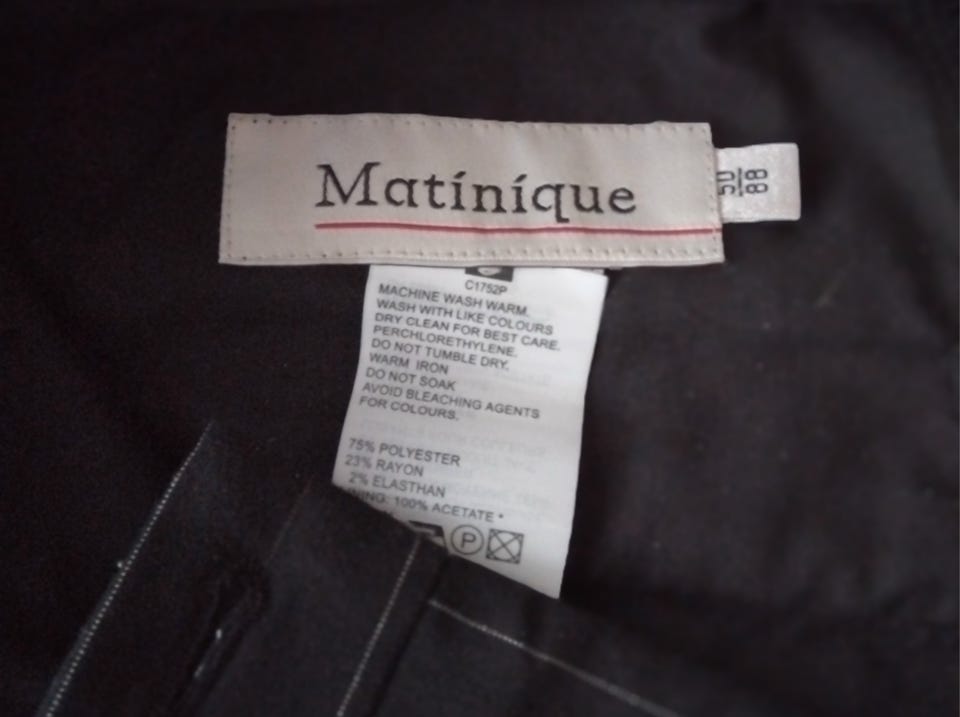 Matíníque
50
88
C1752P
MACHINE WASH WARM.
WASH WITH LIKE COLOURS
DRY CLEAN FOR BEST CARE.
PERCHLORETHYLENE.
DO NOT TUMBLE DRY.
WARM IRON
DO NOT SOAK
AVOID BLEACHING AGENTS
FOR COLOURS.
75% POLYESTER
23% RAYON
2% ELASTHAN
100% ACETATE *
P